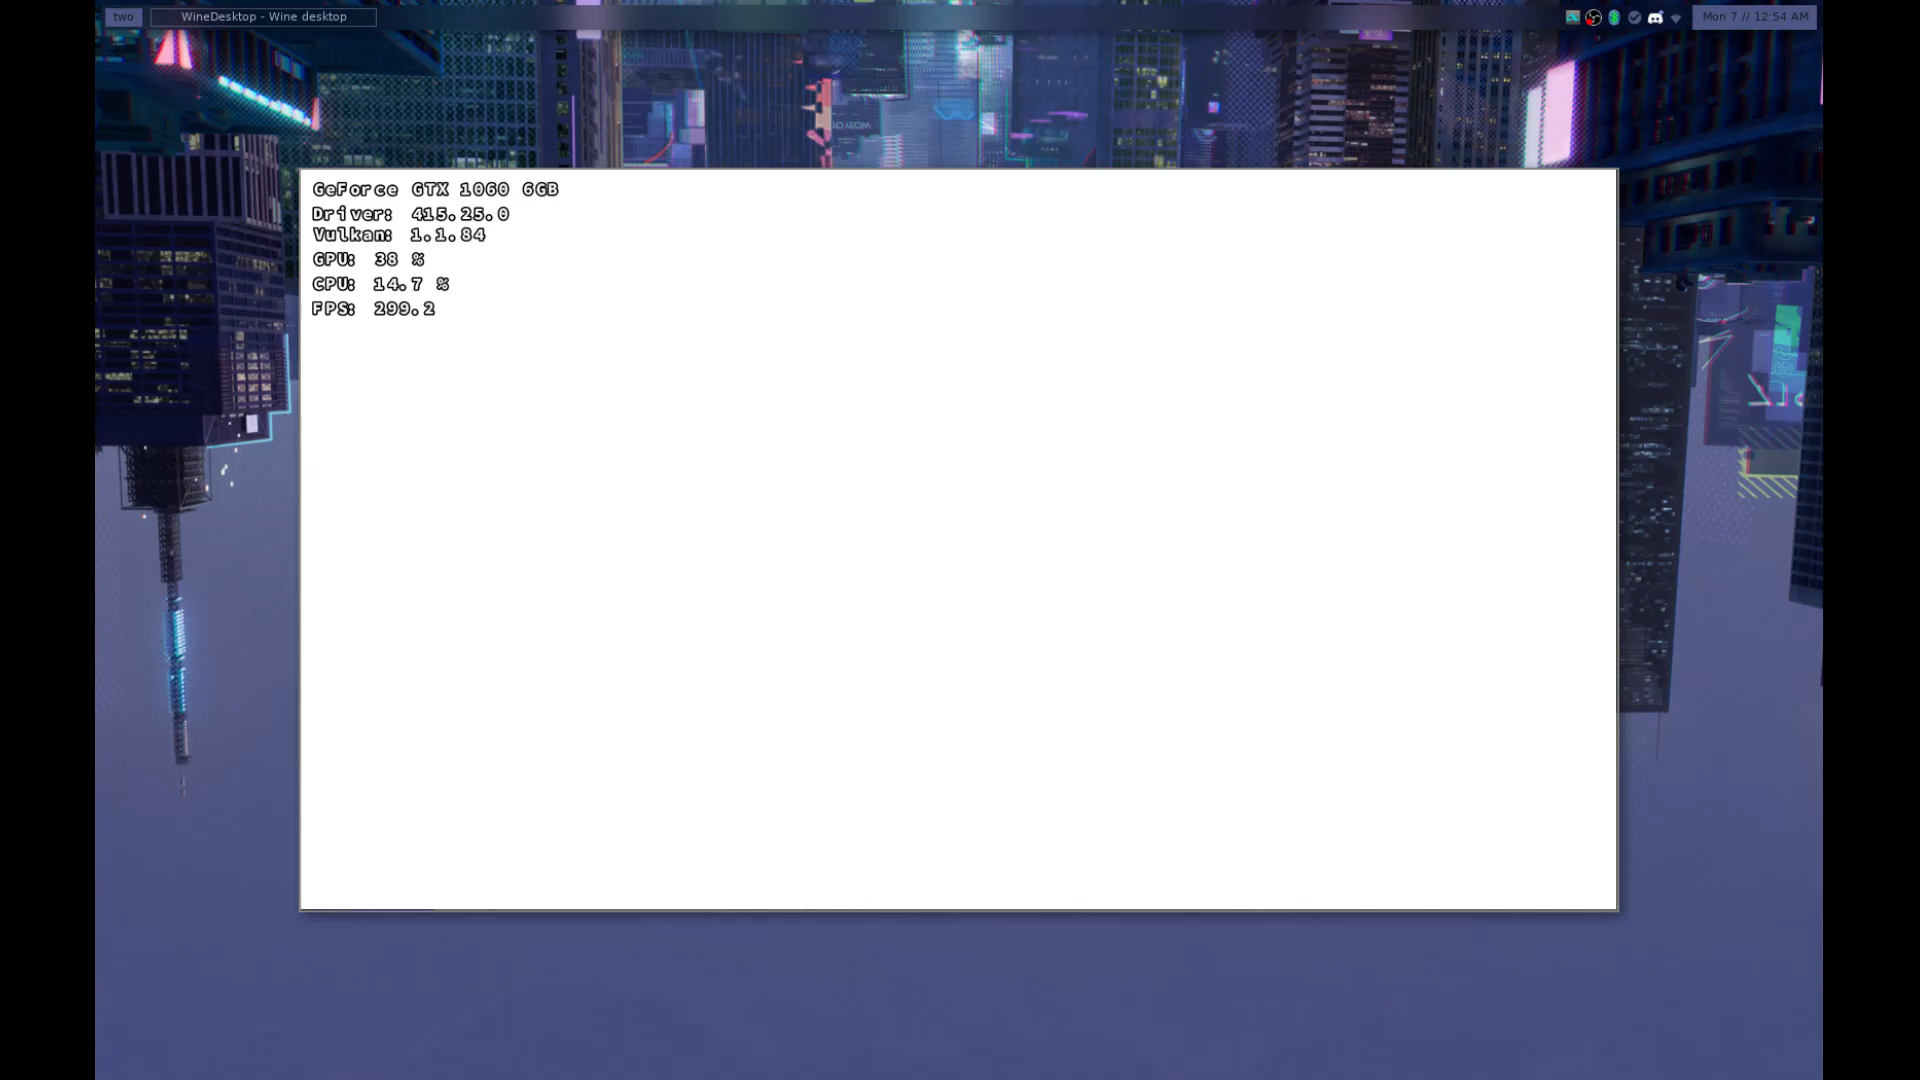 two
WineDesktop - Wine desktop
Mon 7 // 12:54 AM
GeForce GTX 1060 6GB
Driver: 415.25.0
Vulkan: 1.1.84
GPU: 38 %
CPU: 14.7 %
FPS: 299.2